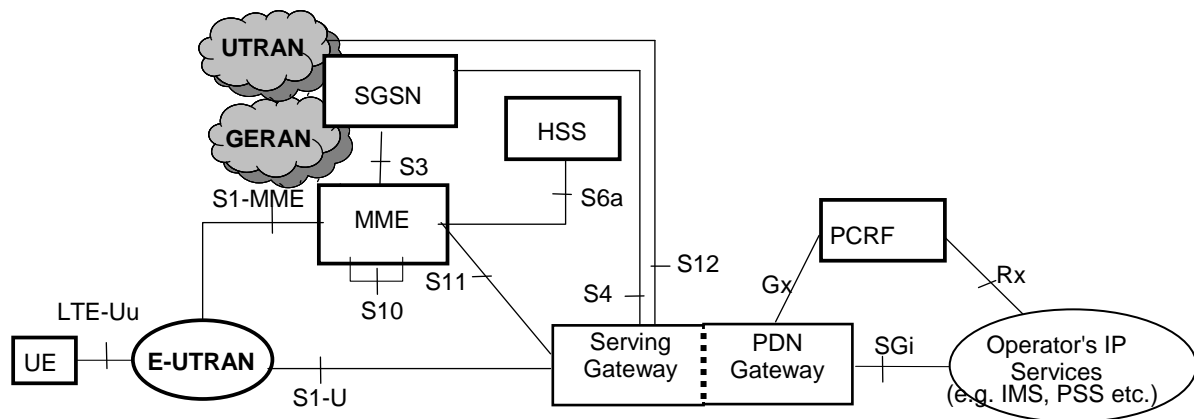 UTRAN
SGSN
GERAN
HSS
S3
S1-MME
S6a
MME
PCRF
S11
S12
S10
S4
Gx
Rx
LTE-Uu
UE
E-UTRAN
Serving
Gateway
PDN
Gateway
SGi
Operator's IP
Services
(e.g. IMS, PSS etc.)
S1-U